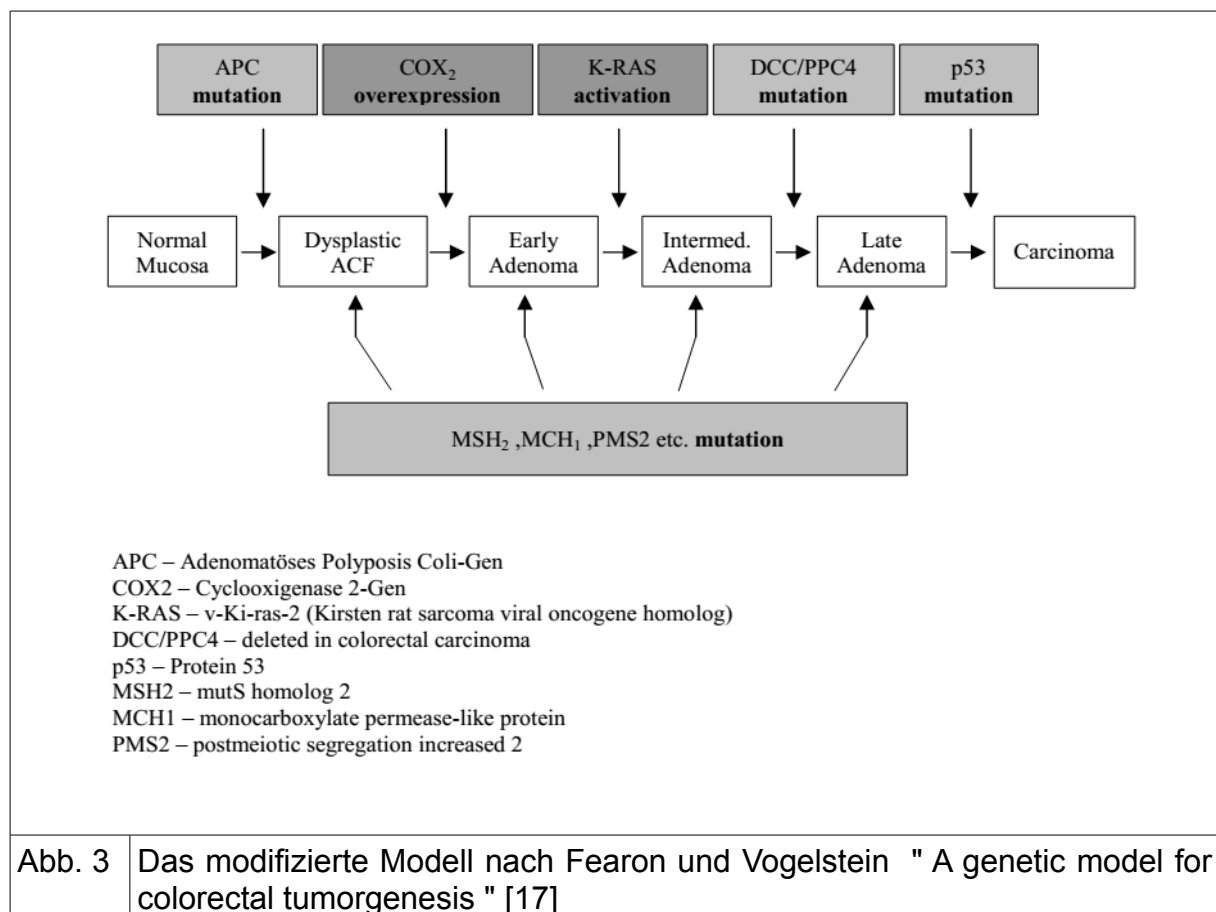 APC
mutation
COX₂
overexpression
K-RAS
activation
DCC/PPC4
mutation
p53
mutation
Normal
Mucosa
Dysplastic
ACF
Early
Adenoma
Intermed.
Adenoma
Late
Adenoma
Carcinoma
MSH₂ ,MCH₁ ,PMS2 etc. mutation
APC – Adenomatöses Polyposis Coli-Gen
COX2 – Cyclooxigenase 2-Gen
K-RAS – v-Ki-ras-2 (Kirsten rat sarcoma viral oncogene homolog)
DCC/PPC4 – deleted in colorectal carcinoma
p53 – Protein 53
MSH2 – mutS homolog 2
MCH1 – monocarboxylate permease-like protein
PMS2 – postmeiotic segregation increased 2
Abb. 3 Das modifizierte Modell nach Fearon und Vogelstein " A genetic model for
colorectal tumorgenesis " [17]